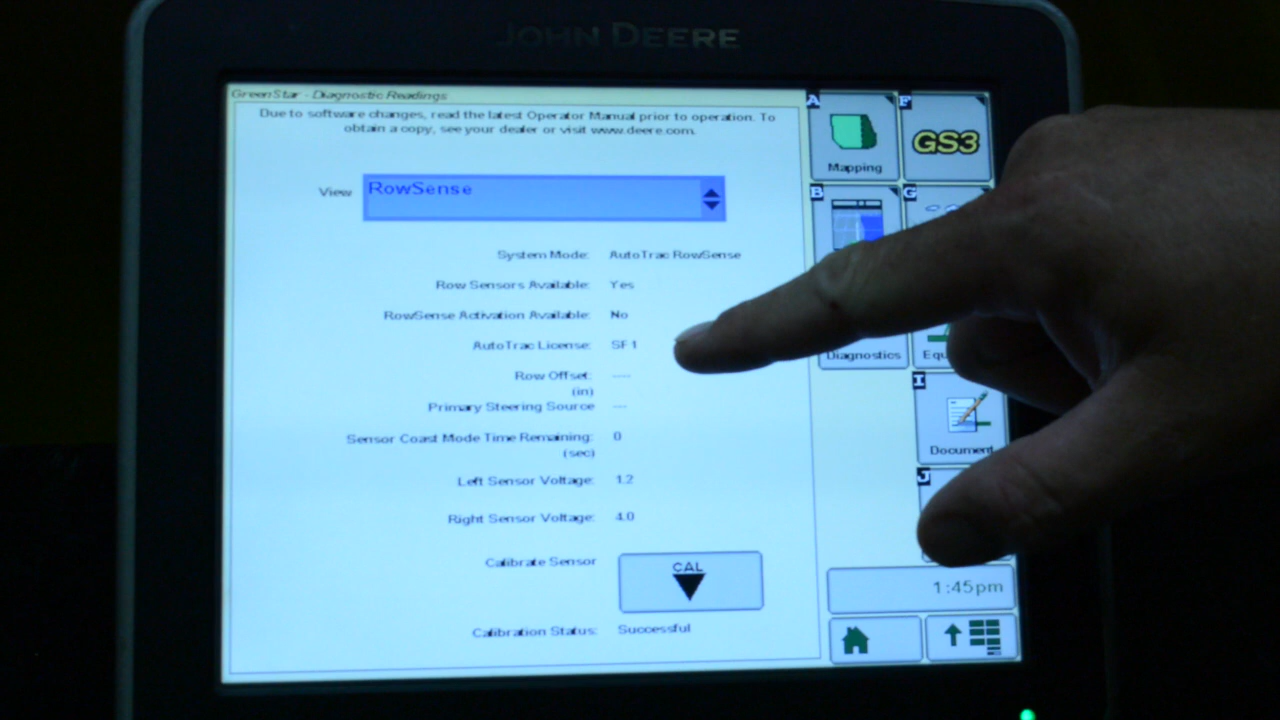 JOHN DEERE
GreenStar - Diagnostic Readings
Due to software changes, read the latest Operator Manual prior to operation. To
obtain a copy, see your dealer or visit www.deere.com.
View RowSense
System Mode: AutoTrac RowSense
Row Sensors Available: Yes
RowSense Activation Available: No
AutoTrac License: SF1
Row Offset: ----
(in)
Primary Steering Source ---
Sensor Coast Mode Time Remaining: 0
(sec)
Left Sensor Voltage: 1.2
Right Sensor Voltage: 4.0
Calibrate Sensor CAL
Calibration Status: Successful
A
Mapping
F
GS3
B
Diagnostics
G
Equ
I
Document
J
1:45pm